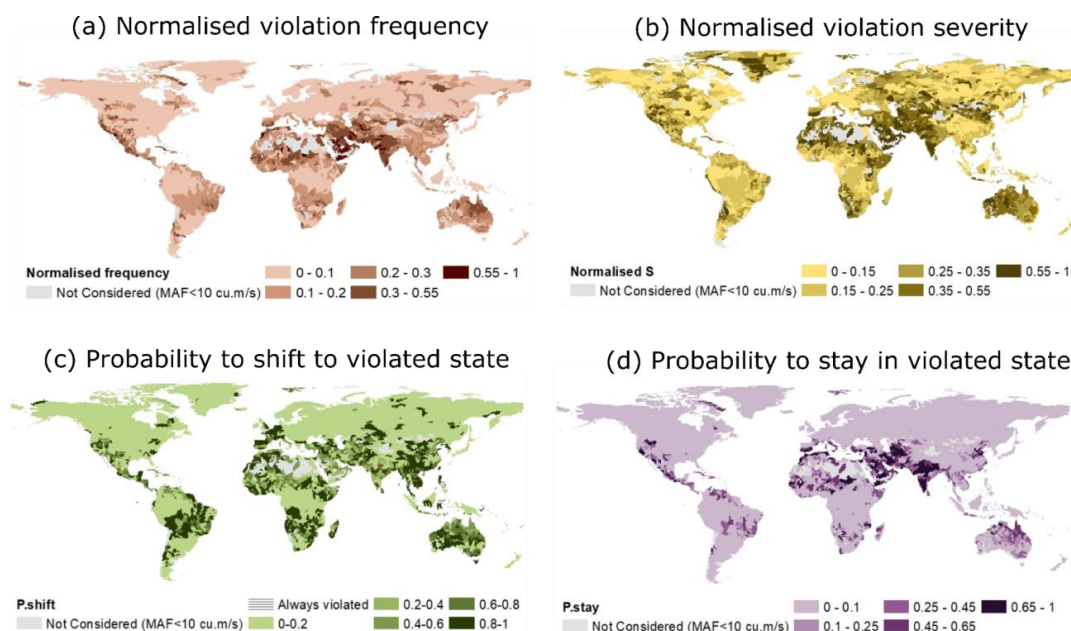 (a) Normalised violation frequency
Normalised frequency
Not Considered (MAF<10 cu.m/s)
0 - 0.1
0.1 - 0.2
0.2 - 0.3
0.3 - 0.55
0.55 - 1
(b) Normalised violation severity
Normalised S
Not Considered (MAF<10 cu.m/s)
0 - 0.15
0.15 - 0.25
0.25 - 0.35
0.35 - 0.55
0.55 - 1
(c) Probability to shift to violated state
P.shift
Not Considered (MAF<10 cu.m/s)
Always violated
0-0.2
0.2-0.4
0.4-0.6
0.6-0.8
0.8-1
(d) Probability to stay in violated state
P.stay
Not Considered (MAF<10 cu.m/s)
0 - 0.1
0.1 - 0.25
0.25 - 0.45
0.45 - 0.65
0.65 - 1